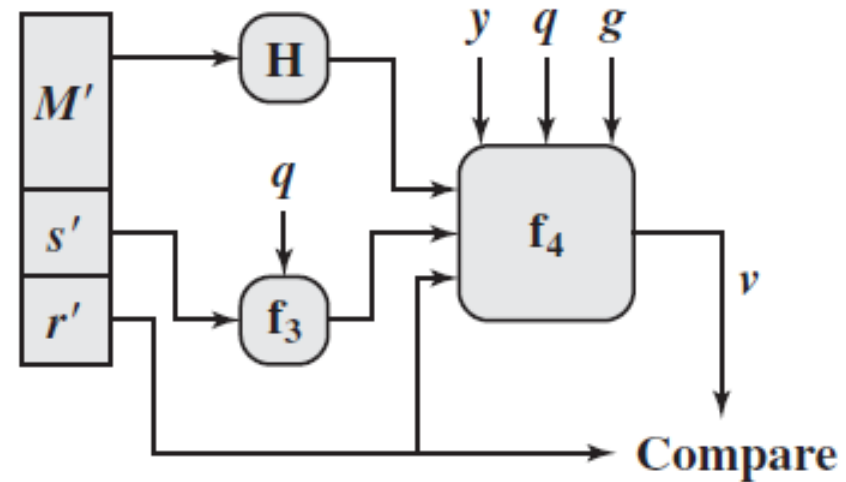 y q g
M′ H
q
s′ f₄
v
r′ f₃
Compare